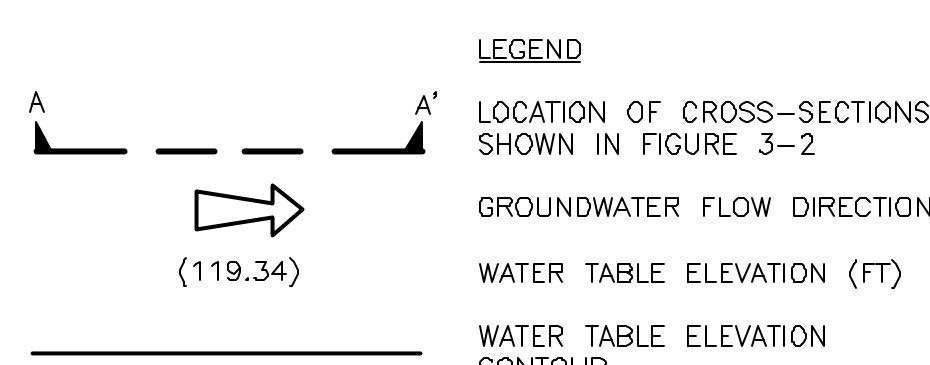 LEGEND
A A'
LOCATION OF CROSS-SECTIONS
SHOWN IN FIGURE 3-2
GROUNDWATER FLOW DIRECTION
(119.34)
WATER TABLE ELEVATION (FT)
WATER TABLE ELEVATION
CONTOUR